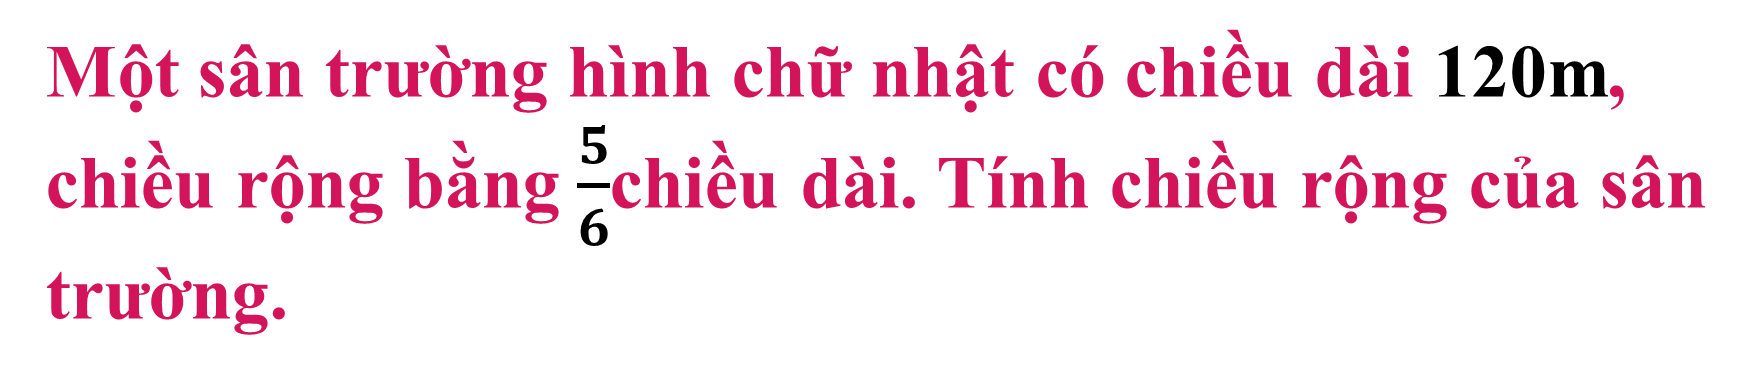 Một sân trường hình chữ nhật có chiều dài 120m,
chiều rộng bằng 5/6 chiều dài. Tính chiều rộng của sân
trường.